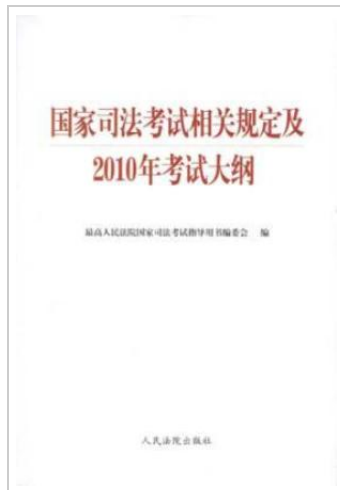 国家司法考试相关规定及
2010年考试大纲
最高人民法院国家司法考试指导用书编委会 编
人民法院出版社